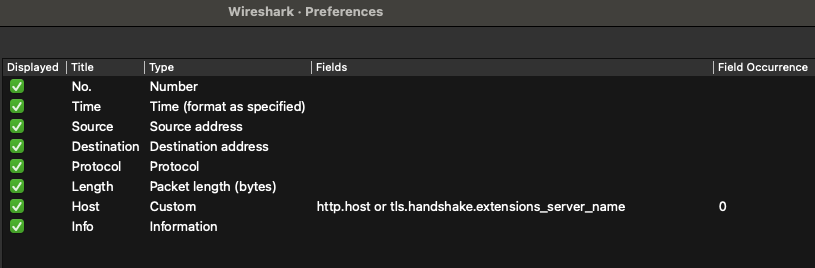 Wireshark · Preferences
Displayed Title Type Fields Field Occurrence
No. Number
Time Time (format as specified)
Source Source address
Destination Destination address
Protocol Protocol
Length Packet length (bytes)
Host Custom http.host or tls.handshake.extensions_server_name 0
Info Information